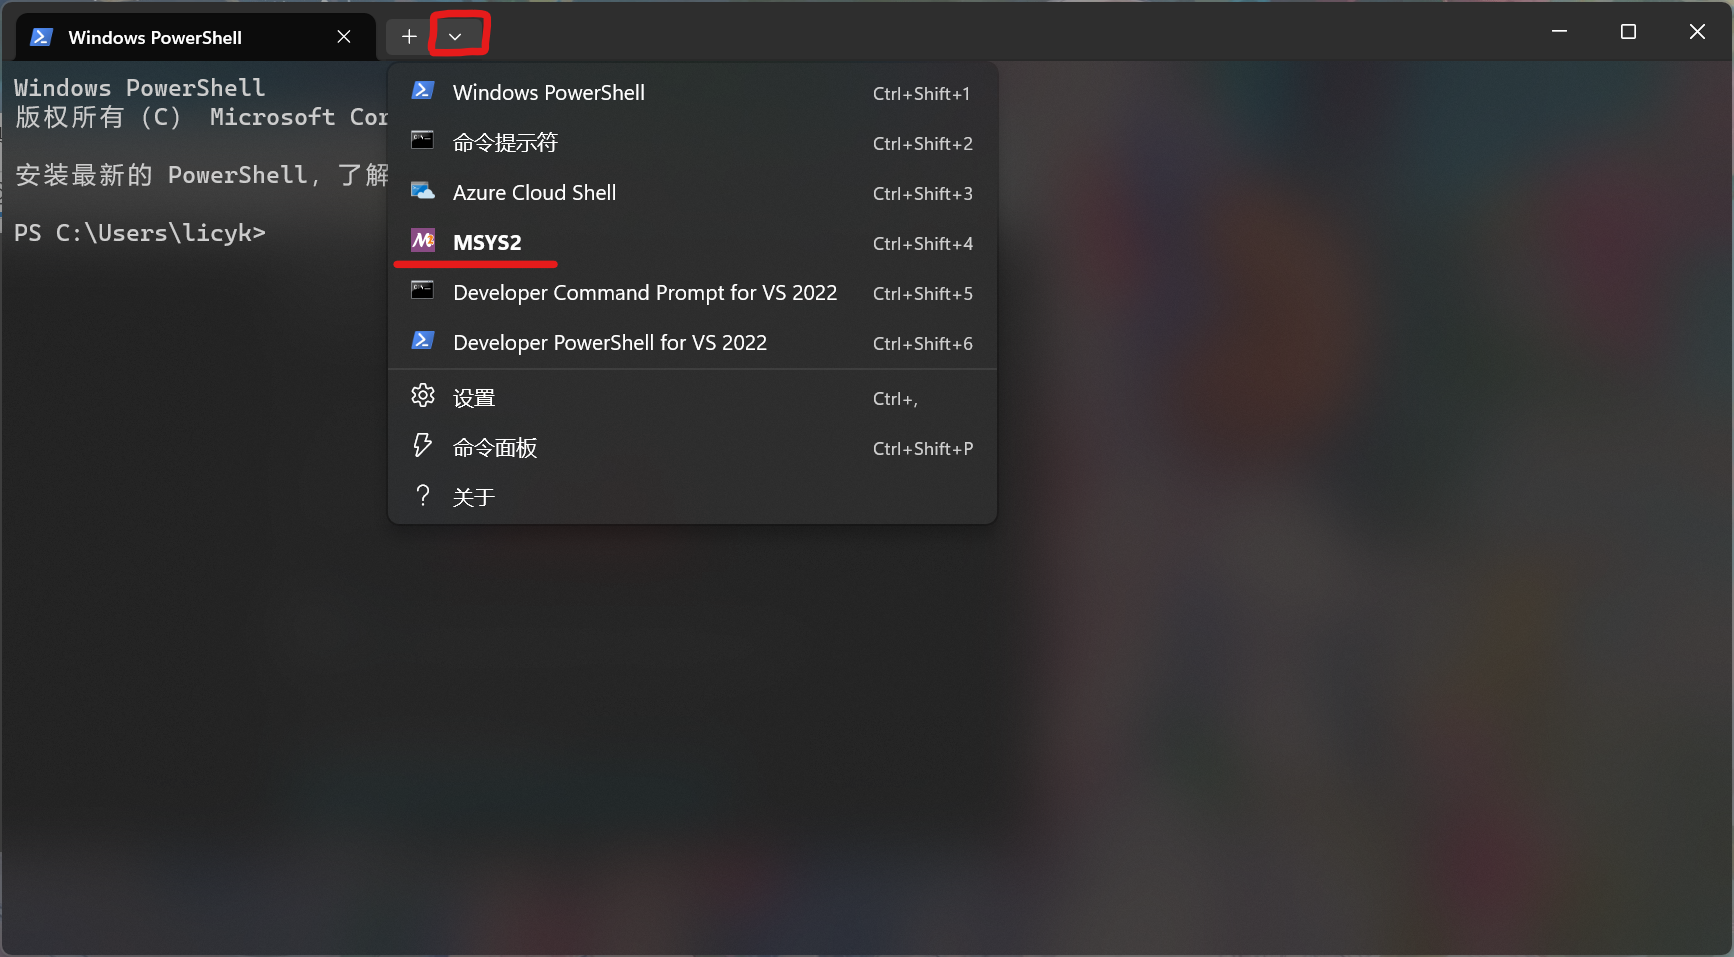 Windows PowerShell
Windows PowerShell
版权所有 (C) Microsoft Cor
安装最新的 PowerShell, 了解
PS C:\Users\licyk>
Windows PowerShell Ctrl+Shift+1
命令提示符 Ctrl+Shift+2
Azure Cloud Shell Ctrl+Shift+3
MSYS2 Ctrl+Shift+4
Developer Command Prompt for VS 2022 Ctrl+Shift+5
Developer PowerShell for VS 2022 Ctrl+Shift+6
设置 Ctrl+,
命令面板 Ctrl+Shift+P
关于